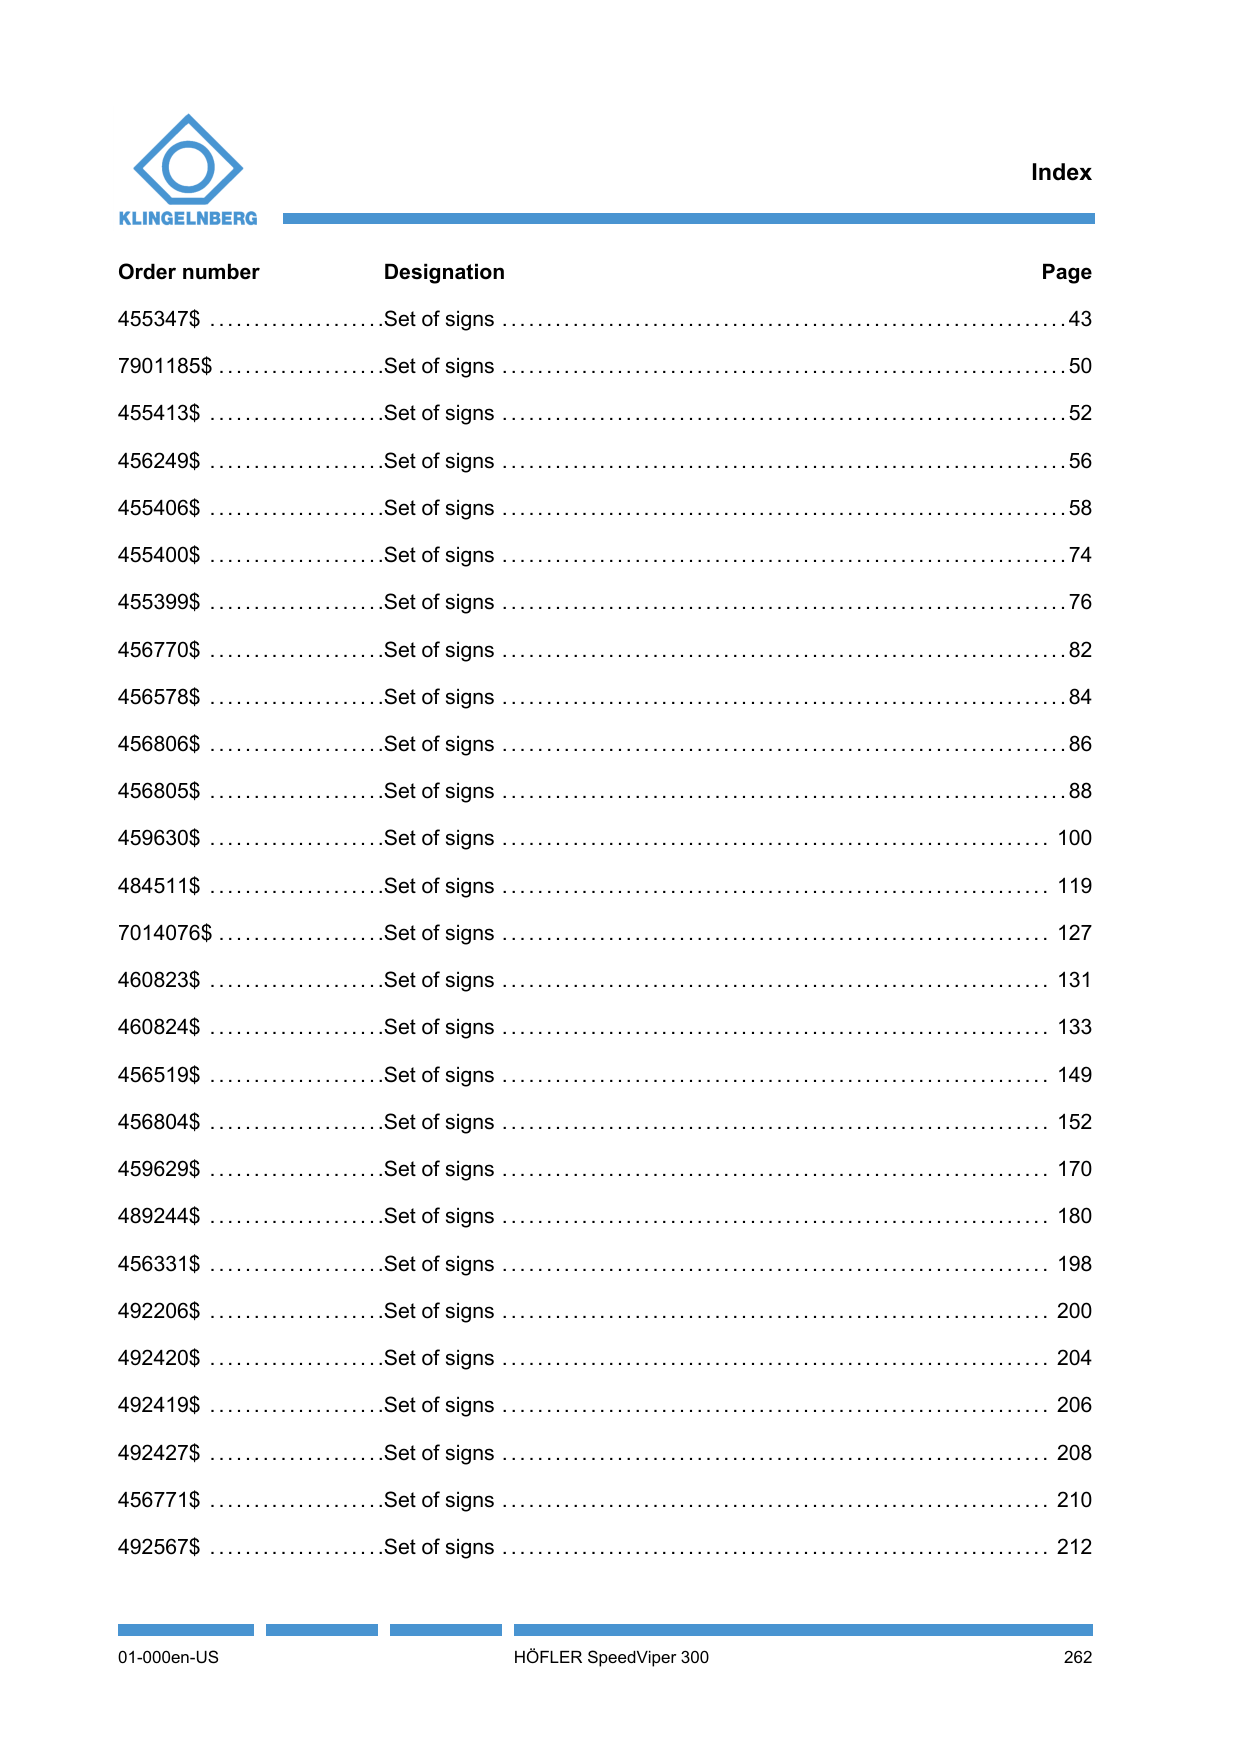 KLINGELNBERG
Index
Order number Designation Page
455347$ ....................Set of signs ................................................................43
7901185$ ...................Set of signs ................................................................50
455413$ ....................Set of signs ................................................................52
456249$ ....................Set of signs ................................................................56
455406$ ....................Set of signs ................................................................58
455400$ ....................Set of signs ................................................................74
455399$ ....................Set of signs ................................................................76
456770$ ....................Set of signs ................................................................82
456578$ ....................Set of signs ................................................................84
456806$ ....................Set of signs ................................................................86
456805$ ....................Set of signs ................................................................88
459630$ ....................Set of signs .............................................................. 100
484511$ ....................Set of signs .............................................................. 119
7014076$ ...................Set of signs .............................................................. 127
460823$ ....................Set of signs .............................................................. 131
460824$ ....................Set of signs .............................................................. 133
456519$ ....................Set of signs .............................................................. 149
456804$ ....................Set of signs .............................................................. 152
459629$ ....................Set of signs .............................................................. 170
489244$ ....................Set of signs .............................................................. 180
456331$ ....................Set of signs .............................................................. 198
492206$ ....................Set of signs .............................................................. 200
492420$ ....................Set of signs .............................................................. 204
492419$ ....................Set of signs .............................................................. 206
492427$ ....................Set of signs .............................................................. 208
456771$ ....................Set of signs .............................................................. 210
492567$ ....................Set of signs .............................................................. 212
01-000en-US HÖFLER SpeedViper 300 262